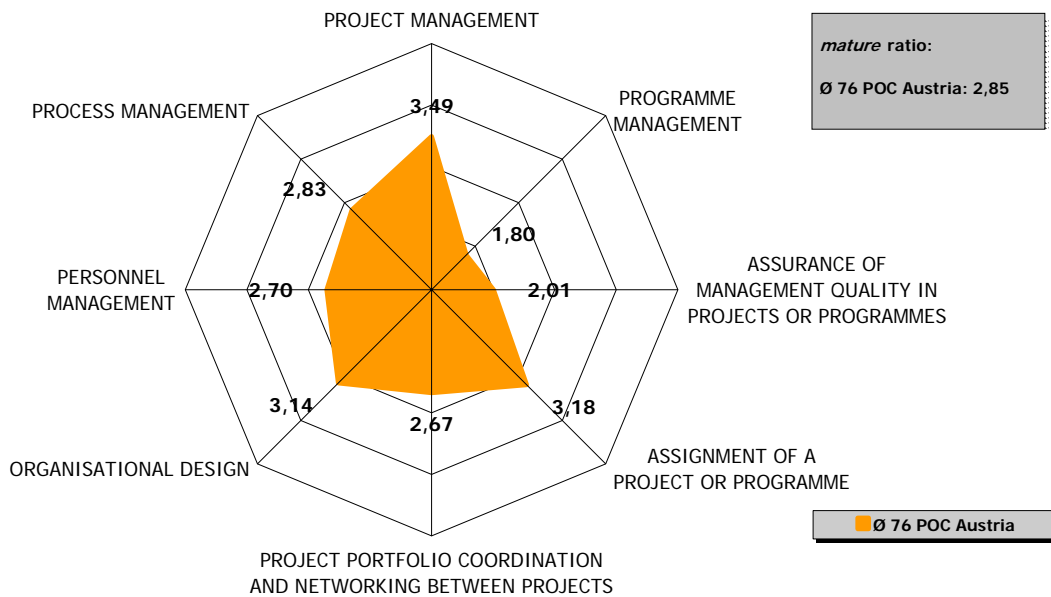 PROJECT MANAGEMENT
mature ratio:
Ø 76 POC Austria: 2,85
PROCESS MANAGEMENT
3,49
PROGRAMME
MANAGEMENT
2,83
1,80
PERSONNEL
MANAGEMENT
2,70
2,01
ASSURANCE OF
MANAGEMENT QUALITY IN
PROJECTS OR PROGRAMMES
3,14
2,67
3,18
ORGANISATIONAL DESIGN
ASSIGNMENT OF A
PROJECT OR PROGRAMME
Ø 76 POC Austria
PROJECT PORTFOLIO COORDINATION
AND NETWORKING BETWEEN PROJECTS